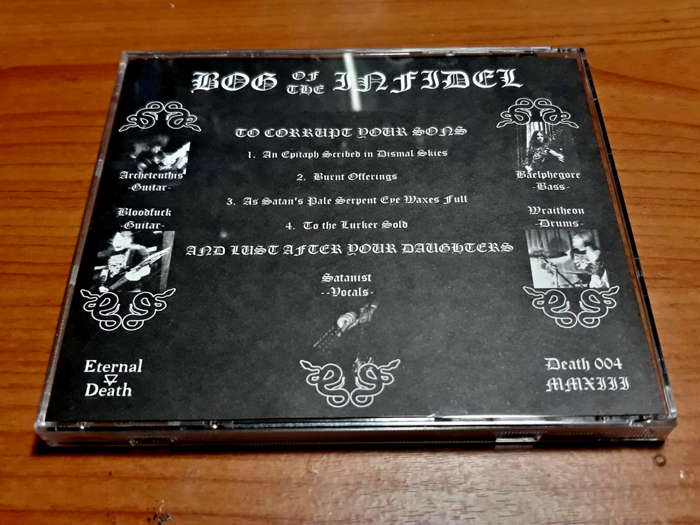 BOG OF THE INFIDEL
TO CORRUPT YOUR SONS
1. An Epitaph Scribed in Dismal Skies
2. Burnt Offerings
3. As Satan's Pale Serpent Eye Waxes Full
4. To the Lurker Sold
AND LUST AFTER YOUR DAUGHTERS
Archeteuthis
-Guitar-
Bloodfuck
-Guitar-
Baelphegore
-Bass-
Wraitheon
-Drums-
Satanist
--Vocals-
Eternal
Death
Death 004
MMXIII